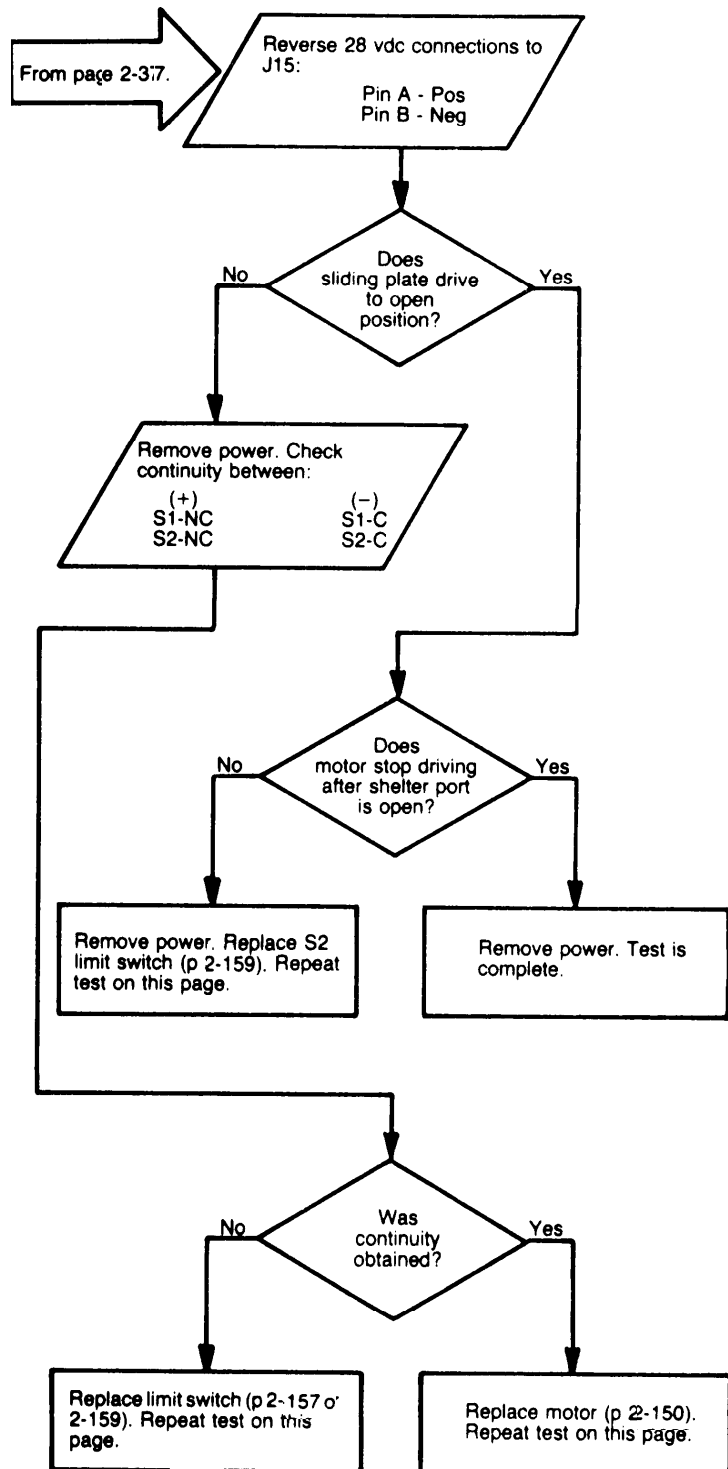 From page 2-37.
Reverse 28 vdc connections to
J15:
Pin A - Pos
Pin B - Neg
Does
sliding plate drive
to open
position?
No
Yes
Remove power. Check
continuity between:
(+) (−)
S1-NC S1-C
S2-NC S2-C
Does
motor stop driving
after shelter port
is open?
No
Yes
Remove power. Replace S2
limit switch (p 2-159). Repeat
test on this page.
Remove power. Test is
complete.
Was
continuity
obtained?
No
Yes
Replace limit switch (p 2-157 or
2-159). Repeat test on this
page.
Replace motor (p 2-150).
Repeat test on this page.